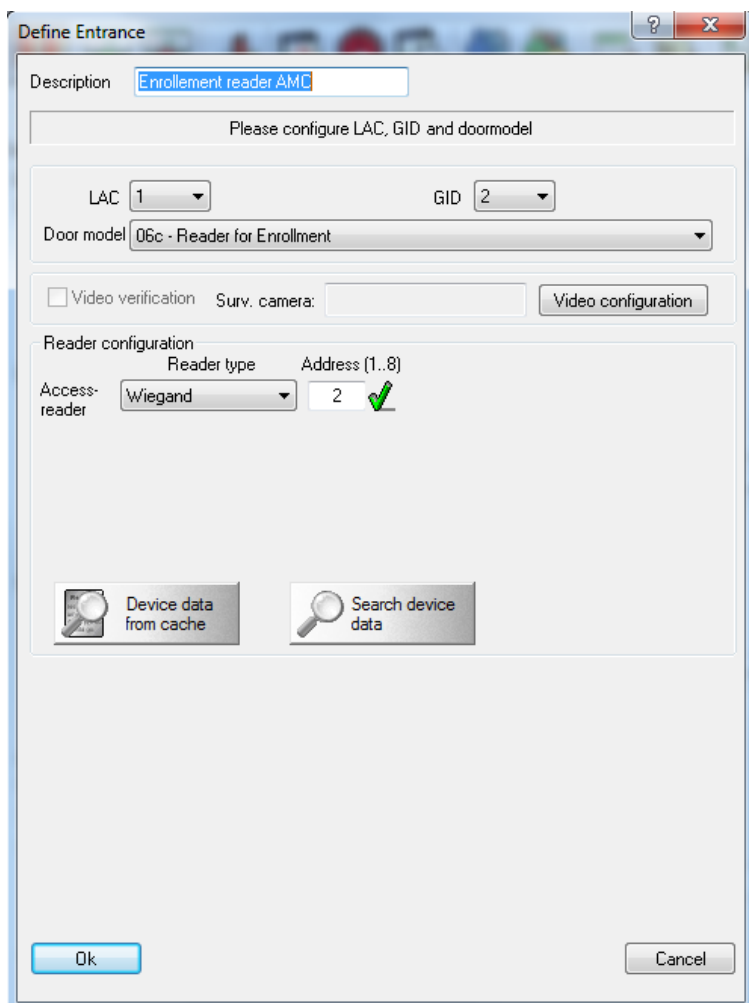 Define Entrance
Description Enrollement reader AMC
Please configure LAC, GID and doormodel
LAC 1 GID 2
Door model 06c - Reader for Enrollment
Video verification Surv. camera: Video configuration
Reader configuration
Reader type Address (1..8)
Access-
reader Wiegand 2
Device data
from cache
Search device
data
Ok Cancel